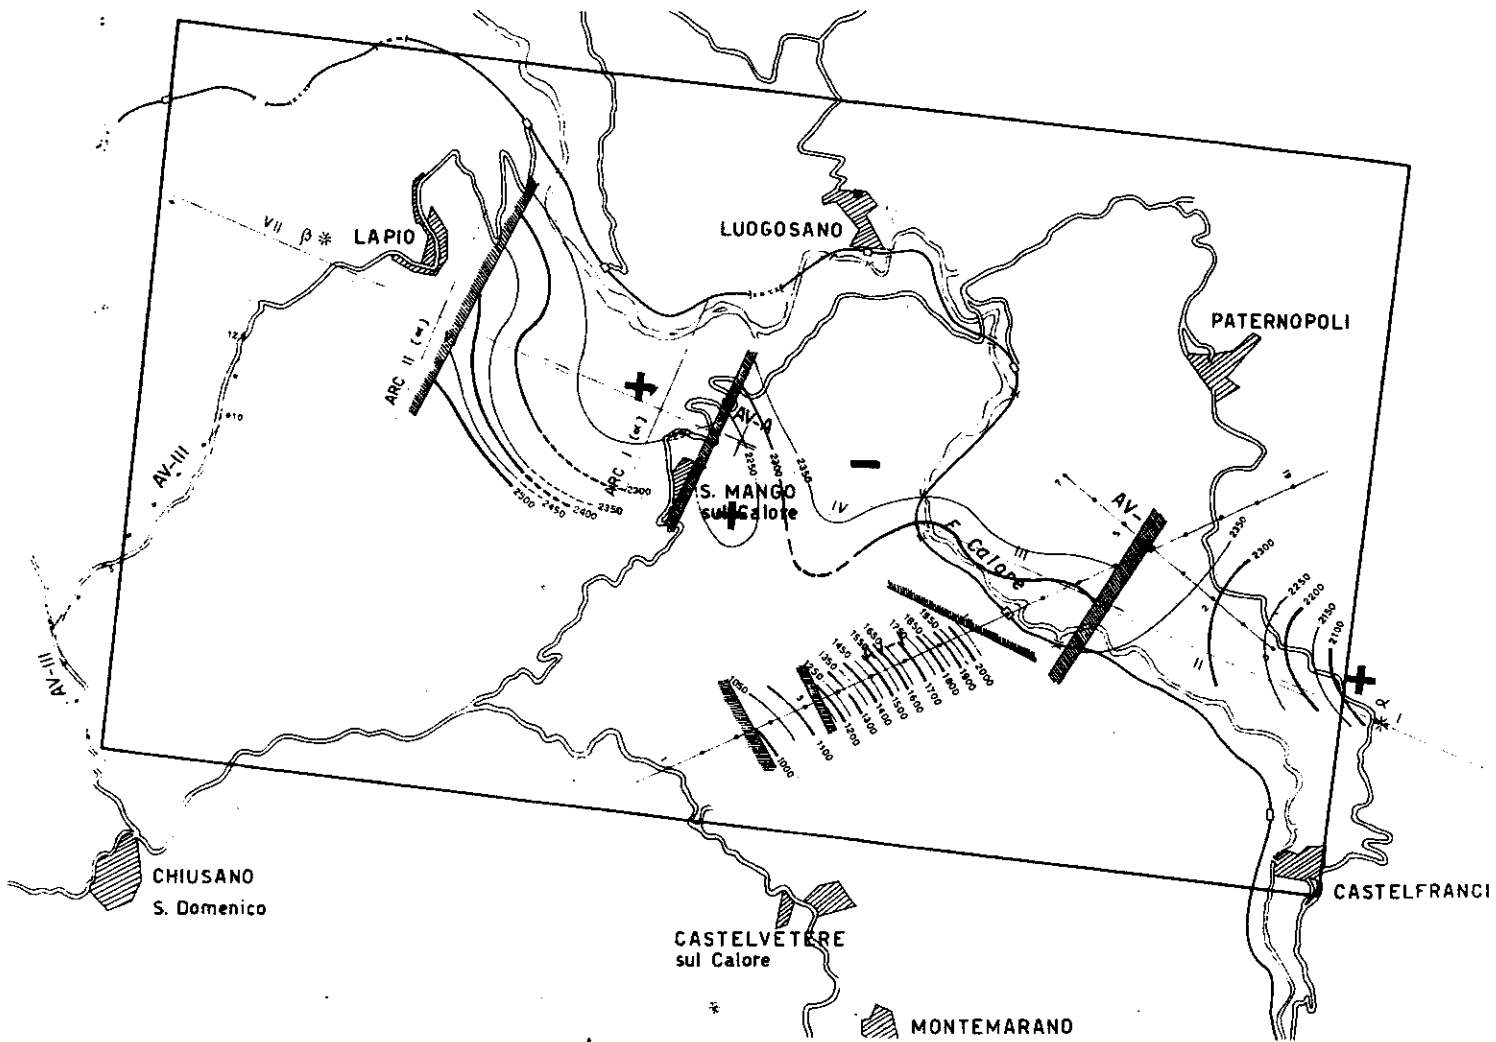 VII β
LAPIO
LUOGOSANO
PATERNOPOLI
ARC II (α)
ARC I (α)
AV-III
AV-III
AV-A
AV-
S. MANGO
sul Calore
IV
III
II
I
F. Calore
2500
2450
2400
2350
2300
2250
2300
2350
2350
2300
2250
2200
2150
2100
1050
1000
1100
1200
1250
1300
1350
1400
1450
1500
1550
1600
1650
1700
1750
1800
1850
1850
1900
2000
CHIUSANO
S. Domenico
CASTELVETERE
sul Calore
CASTELFRANCI
MONTEMARANO